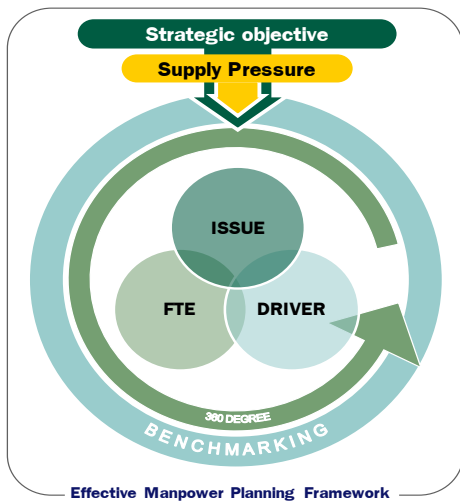 Strategic objective
Supply Pressure
ISSUE
FTE
DRIVER
360 DEGREE
BENCHMARKING
Effective Manpower Planning Framework